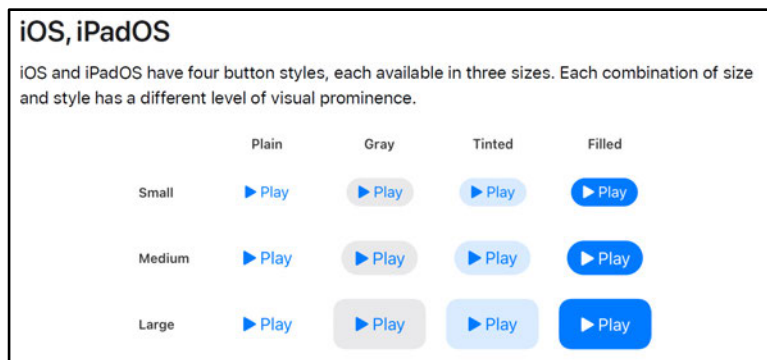 iOS, iPadOS
iOS and iPadOS have four button styles, each available in three sizes. Each combination of size
and style has a different level of visual prominence.
Plain Gray Tinted Filled
Small Play Play Play Play
Medium Play Play Play Play
Large Play Play Play Play